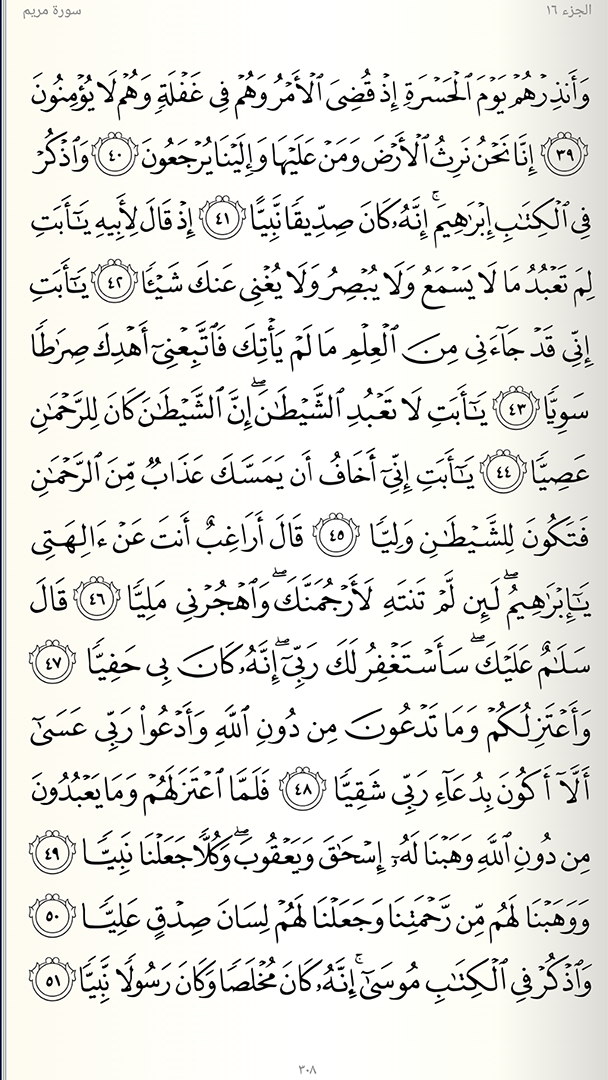 الجزء ١٦
سورة مريم
وَأَنذِرْهُمْ يَوْمَ ٱلْحَسْرَةِ إِذْ قُضِىَ ٱلْأَمْرُ وَهُمْ فِى غَفْلَةٍ وَهُمْ لَا يُؤْمِنُونَ
٣٩ إِنَّا نَحْنُ نَرِثُ ٱلْأَرْضَ وَمَنْ عَلَيْهَا وَإِلَيْنَا يُرْجَعُونَ ٤٠ وَٱذْكُرْ
فِى ٱلْكِتَٰبِ إِبْرَٰهِيمَ ۚ إِنَّهُۥ كَانَ صِدِّيقًا نَّبِيًّا ٤١ إِذْ قَالَ لِأَبِيهِ يَٰٓأَبَتِ
لِمَ تَعْبُدُ مَا لَا يَسْمَعُ وَلَا يُبْصِرُ وَلَا يُغْنِى عَنكَ شَيْـًٔا ٤٢ يَٰٓأَبَتِ
إِنِّى قَدْ جَآءَنِى مِنَ ٱلْعِلْمِ مَا لَمْ يَأْتِكَ فَٱتَّبِعْنِىٓ أَهْدِكَ صِرَٰطًا
سَوِيًّا ٤٣ يَٰٓأَبَتِ لَا تَعْبُدِ ٱلشَّيْطَٰنَ ۖ إِنَّ ٱلشَّيْطَٰنَ كَانَ لِلرَّحْمَٰنِ
عَصِيًّا ٤٤ يَٰٓأَبَتِ إِنِّىٓ أَخَافُ أَن يَمَسَّكَ عَذَابٌ مِّنَ ٱلرَّحْمَٰنِ
فَتَكُونَ لِلشَّيْطَٰنِ وَلِيًّا ٤٥ قَالَ أَرَاغِبٌ أَنتَ عَنْ ءَالِهَتِى
يَٰٓإِبْرَٰهِيمُ ۖ لَئِن لَّمْ تَنتَهِ لَأَرْجُمَنَّكَ ۖ وَٱهْجُرْنِى مَلِيًّا ٤٦ قَالَ
سَلَٰمٌ عَلَيْكَ ۖ سَأَسْتَغْفِرُ لَكَ رَبِّىٓ ۖ إِنَّهُۥ كَانَ بِى حَفِيًّا ٤٧
وَأَعْتَزِلُكُمْ وَمَا تَدْعُونَ مِن دُونِ ٱللَّهِ وَأَدْعُوا۟ رَبِّى عَسَىٰٓ
أَلَّآ أَكُونَ بِدُعَآءِ رَبِّى شَقِيًّا ٤٨ فَلَمَّا ٱعْتَزَلَهُمْ وَمَا يَعْبُدُونَ
مِن دُونِ ٱللَّهِ وَهَبْنَا لَهُۥٓ إِسْحَٰقَ وَيَعْقُوبَ ۖ وَكُلًّا جَعَلْنَا نَبِيًّا ٤٩
وَوَهَبْنَا لَهُم مِّن رَّحْمَتِنَا وَجَعَلْنَا لَهُمْ لِسَانَ صِدْقٍ عَلِيًّا ٥٠
وَٱذْكُرْ فِى ٱلْكِتَٰبِ مُوسَىٰٓ ۚ إِنَّهُۥ كَانَ مُخْلَصًا وَكَانَ رَسُولًا نَّبِيًّا ٥١
٣٠٨